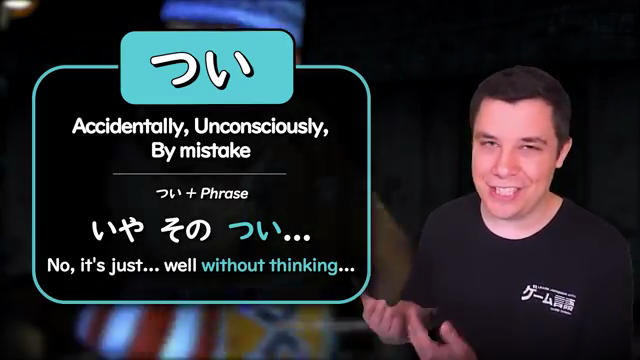 つい
Accidentally, Unconsciously,
By mistake
つい + Phrase
いや その つい...
No, it's just... well without thinking...
ゲーム言語